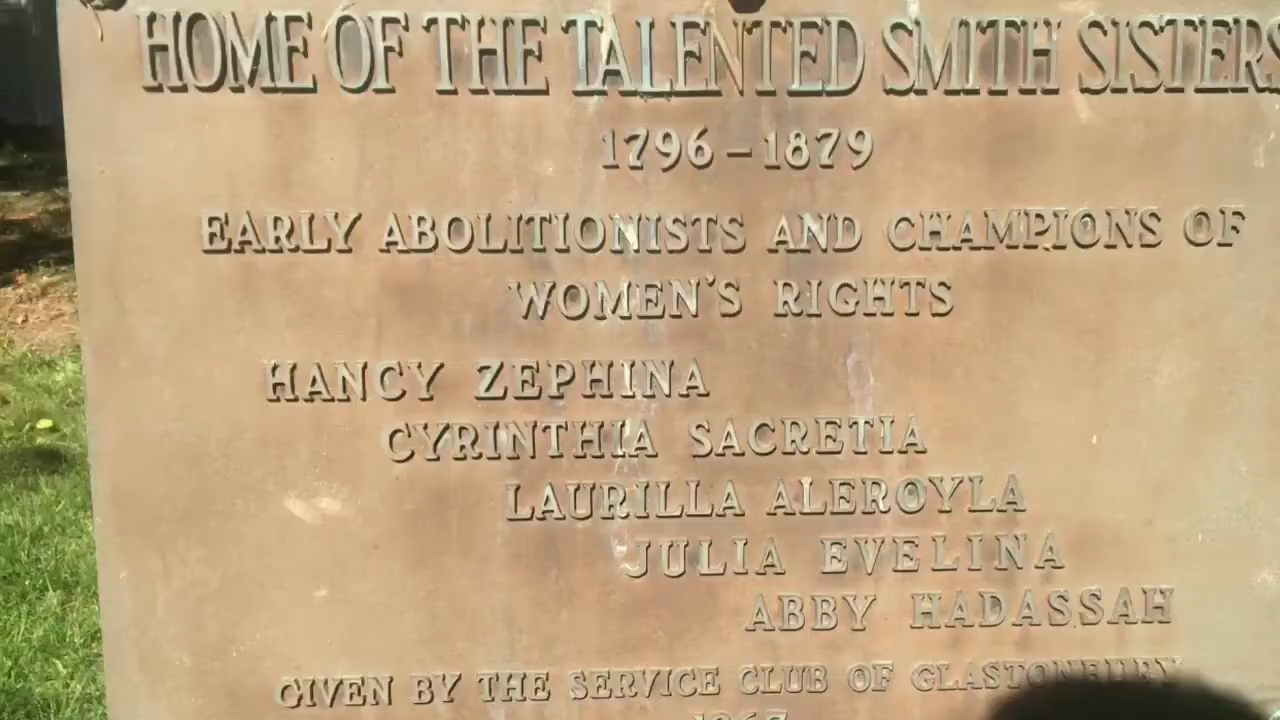 HOME OF THE TALENTED SMITH SISTERS
1796–1879
EARLY ABOLITIONISTS AND CHAMPIONS OF
WOMEN'S RIGHTS
HANCY ZEPHINA
CYRINTHIA SACRETIA
LAURILLA ALEROYLA
JULIA EVELINA
ABBY HADASSAH
GIVEN BY THE SERVICE CLUB OF GLASTONBURY